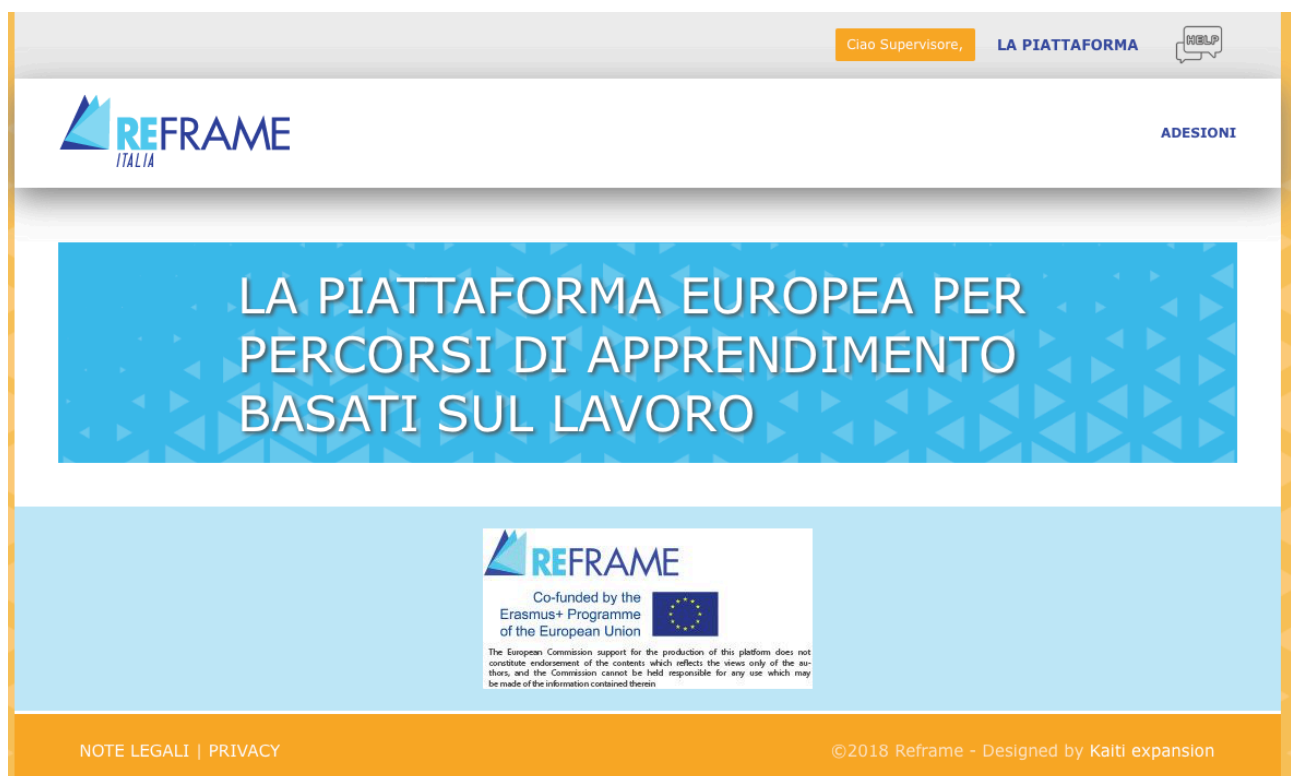 Ciao Supervisore,
LA PIATTAFORMA
HELP
REFRAME
ITALIA
ADESIONI
LA PIATTAFORMA EUROPEA PER
PERCORSI DI APPRENDIMENTO
BASATI SUL LAVORO
REFRAME
Co-funded by the
Erasmus+ Programme
of the European Union
The European Commission support for the production of this platform does not
constitute endorsement of the contents which reflects the views only of the au-
thors, and the Commission cannot be held responsible for any use which may
be made of the information contained therein
NOTE LEGALI | PRIVACY
©2018 Reframe - Designed by Kaiti expansion